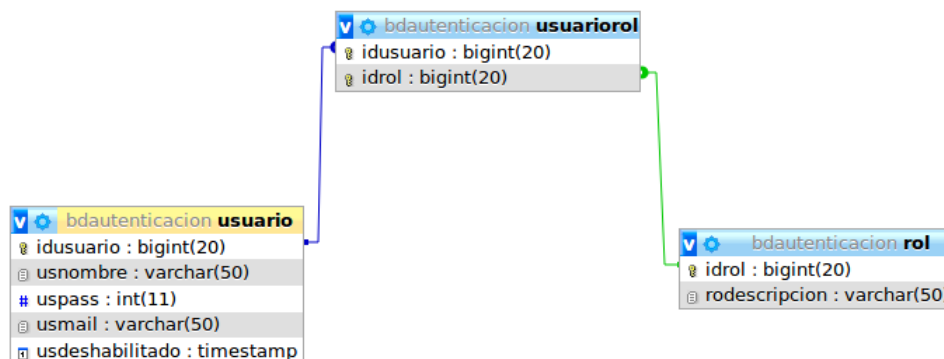 v bdautenticacion usuariorol
idusuario : bigint(20)
idrol : bigint(20)
v bdautenticacion usuario
idusuario : bigint(20)
usnombre : varchar(50)
# uspass : int(11)
usmail : varchar(50)
usdeshabilitado : timestamp
v bdautenticacion rol
idrol : bigint(20)
rodescripcion : varchar(50